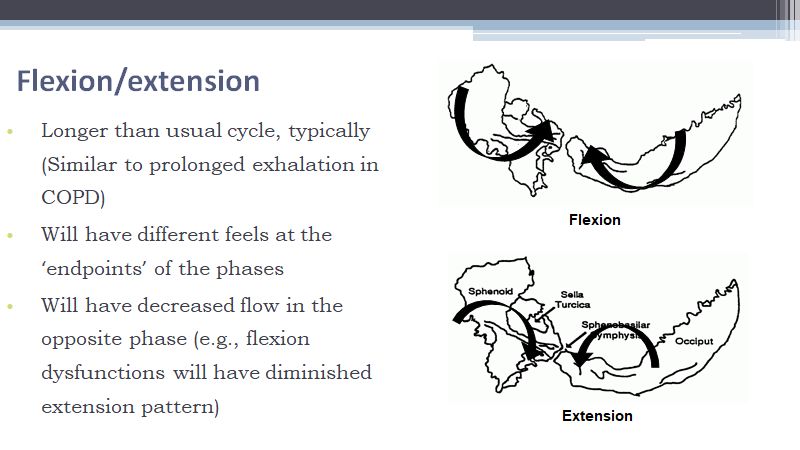 Flexion/extension
• Longer than usual cycle, typically
(Similar to prolonged exhalation in
COPD)
• Will have different feels at the
‘endpoints’ of the phases
• Will have decreased flow in the
opposite phase (e.g., flexion
dysfunctions will have diminished
extension pattern)
Flexion
Sphenoid
Sella
Turcica
Sphenobasilar
Symphysis
Occiput
Extension